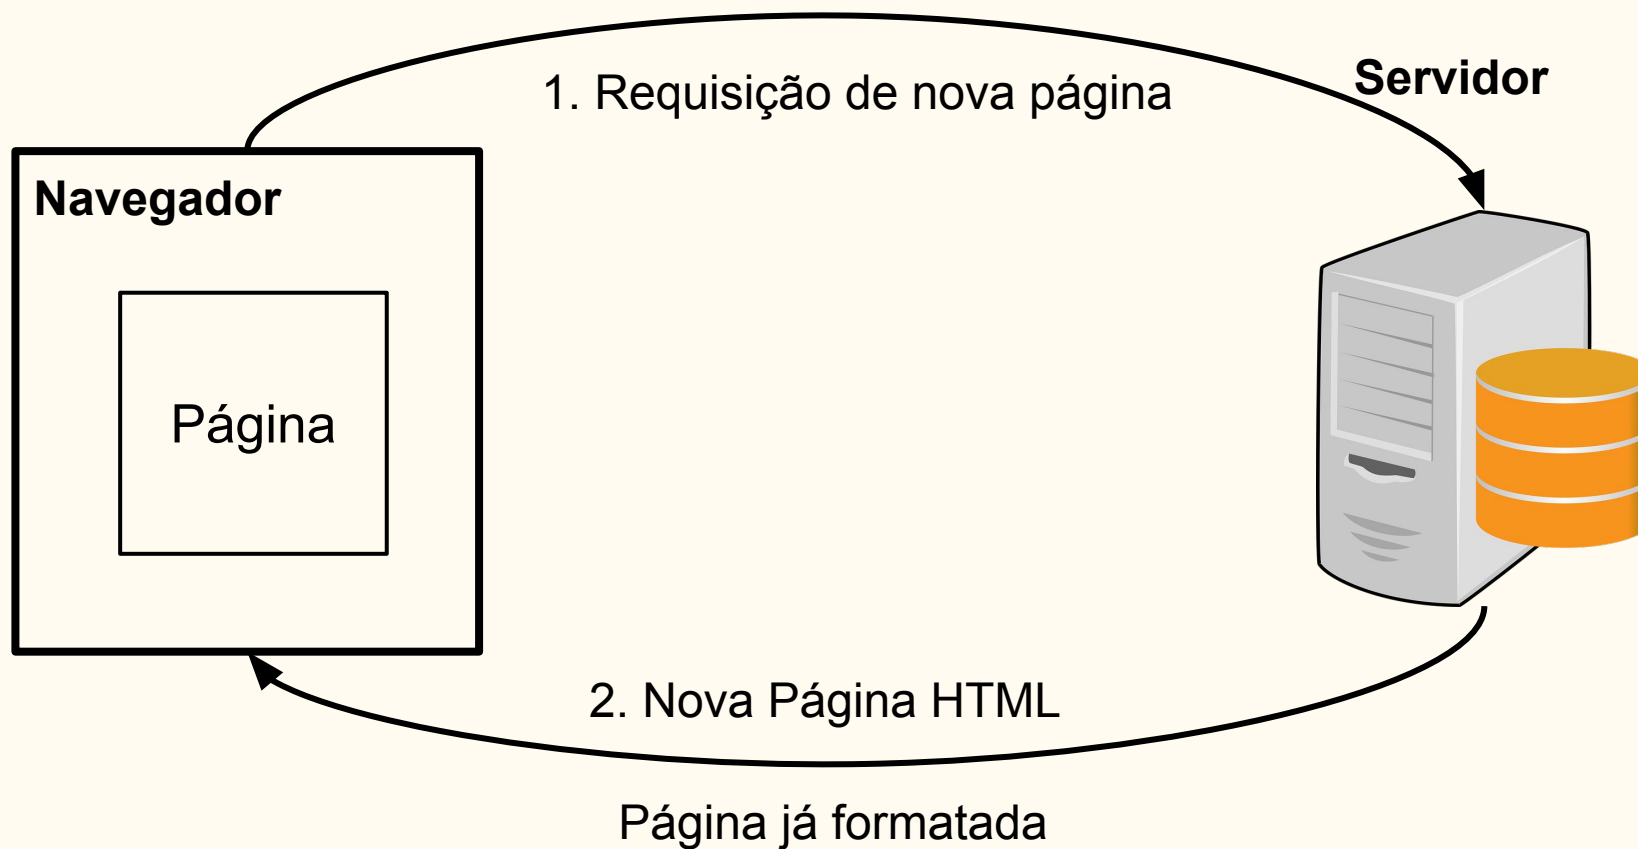 1. Requisição de nova página
Servidor
Navegador
Página
2. Nova Página HTML
Página já formatada